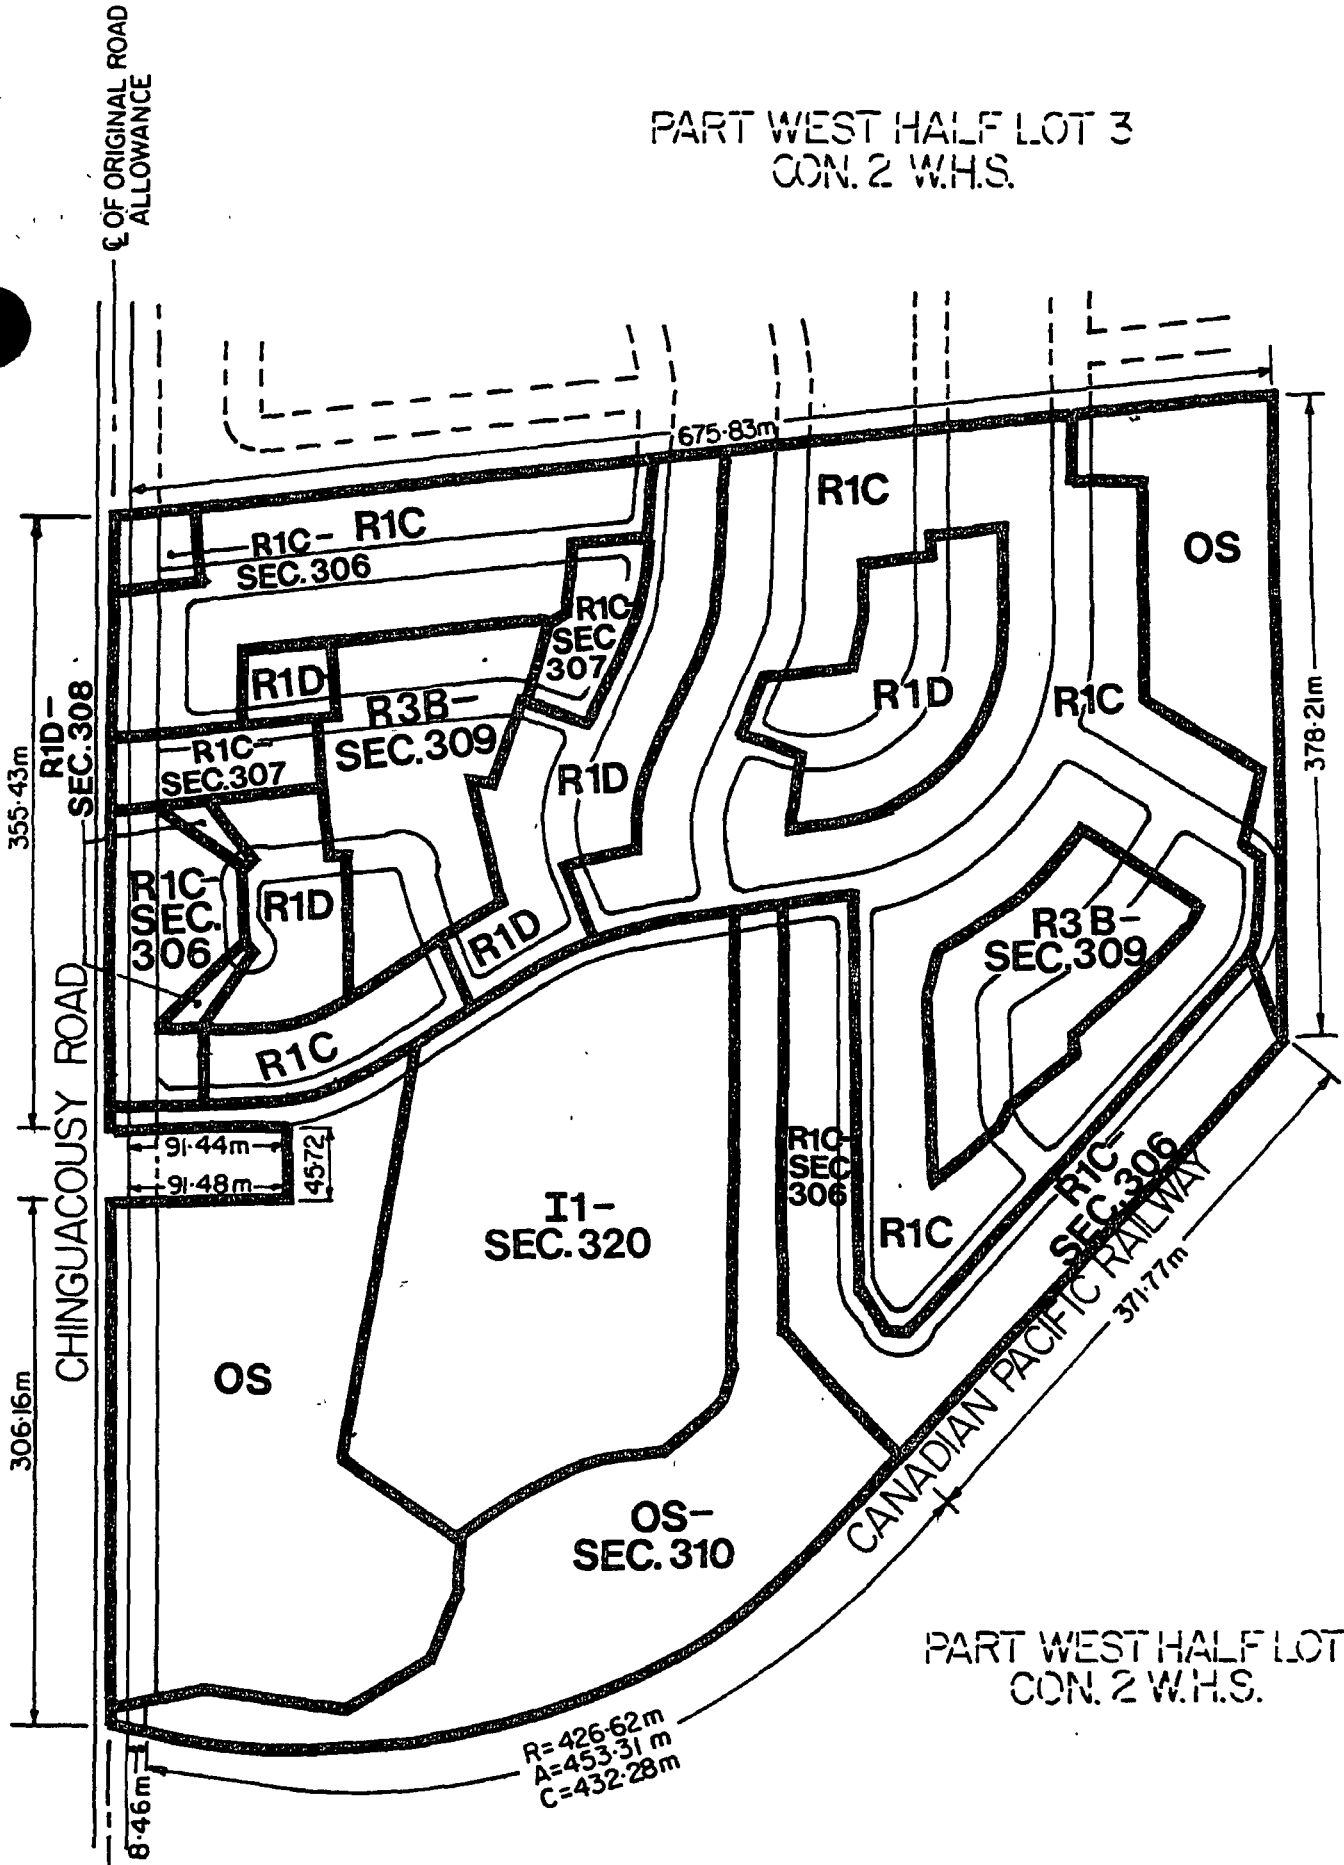 ℄ OF ORIGINAL ROAD
ALLOWANCE
PART WEST HALF LOT 3
CON. 2 W.H.S.
675·83m
R1C
R1C
R1C-
SEC. 306
OS
R1C-
SEC
307
R1D
R3B-
SEC.309
R1D
R1C
378·21m
355·43m
R1D-
SEC.308
R1C-
SEC.307
R1D
R1C-
SEC.
306
R1D
R1D
R3B-
SEC.309
CHINGUACOUSY ROAD
R1C
91·44m
91·48m
45·72
R1C-
SEC
306
R1C
R1C-
SEC.306
I1-
SEC.320
CANADIAN PACIFIC RAILWAY
371·77m
OS
306·16m
OS-
SEC. 310
PART WEST HALF LOT
CON. 2 W.H.S.
R=426·62m
A=453·31 m
C=432·28m
8·46m